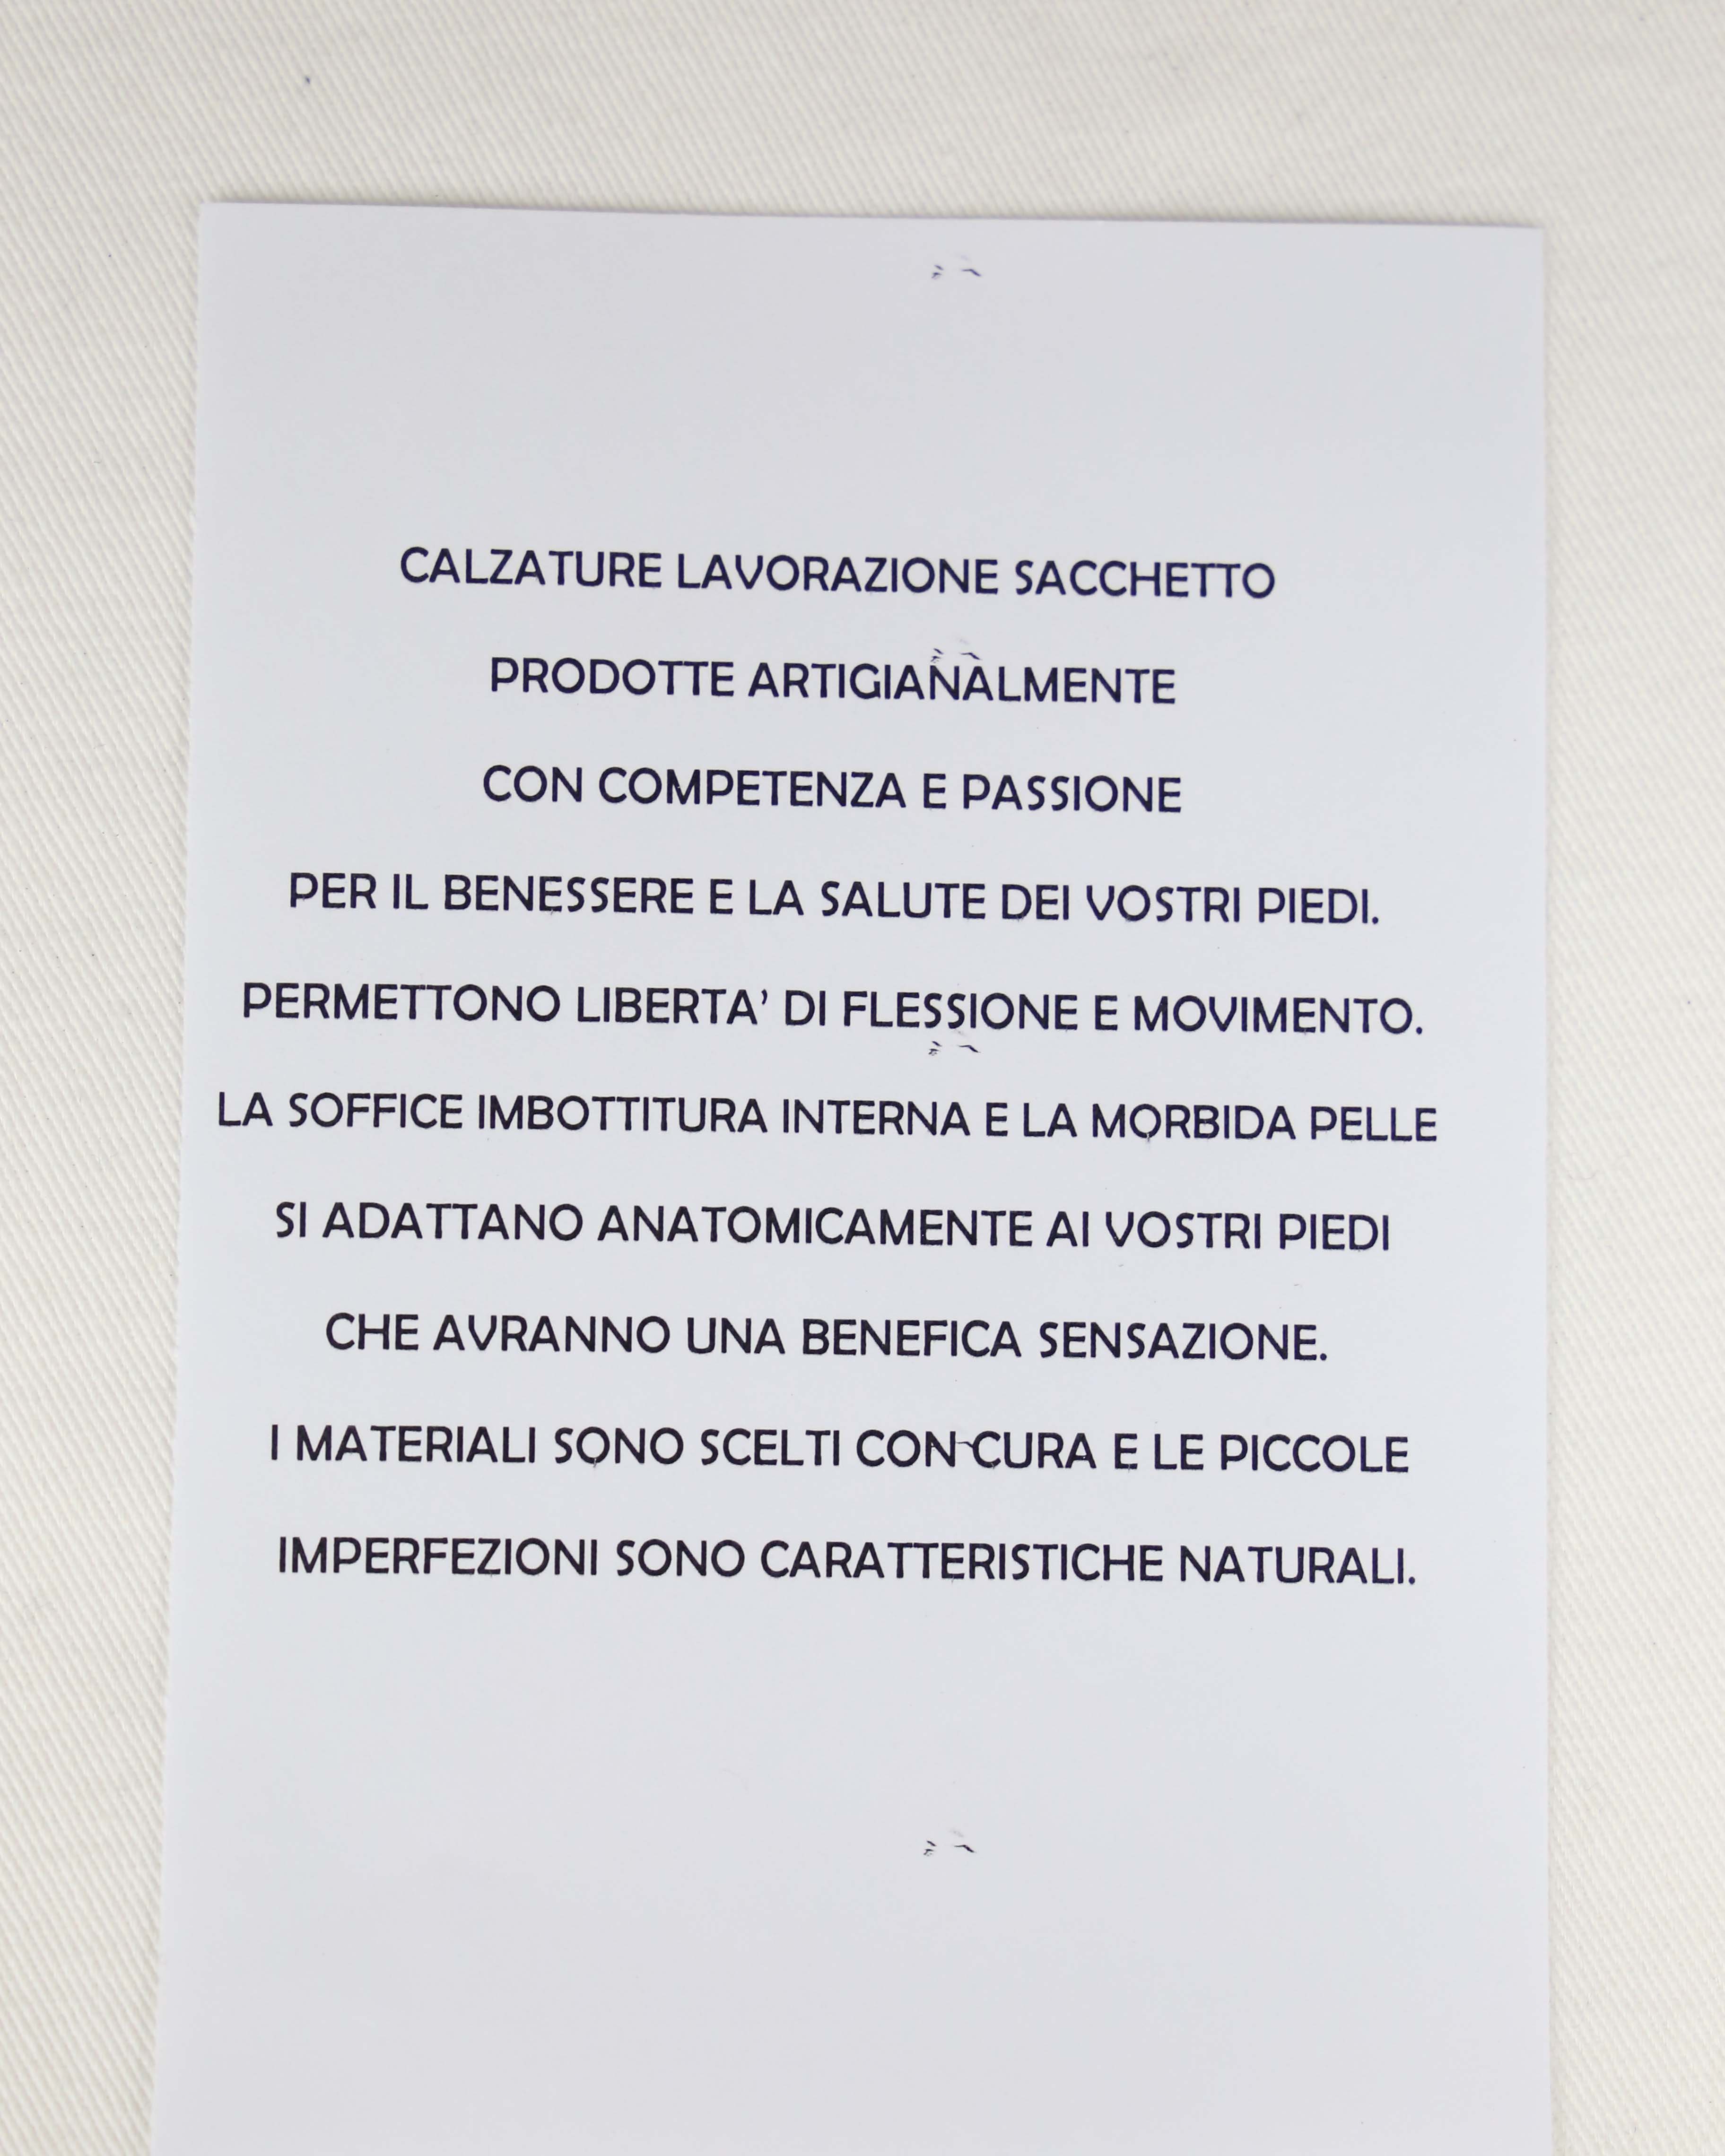 CALZATURE LAVORAZIONE SACCHETTO
PRODOTTE ARTIGIANALMENTE
CON COMPETENZA E PASSIONE
PER IL BENESSERE E LA SALUTE DEI VOSTRI PIEDI.
PERMETTONO LIBERTA' DI FLESSIONE E MOVIMENTO.
LA SOFFICE IMBOTTITURA INTERNA E LA MORBIDA PELLE
SI ADATTANO ANATOMICAMENTE AI VOSTRI PIEDI
CHE AVRANNO UNA BENEFICA SENSAZIONE.
I MATERIALI SONO SCELTI CON CURA E LE PICCOLE
IMPERFEZIONI SONO CARATTERISTICHE NATURALI.